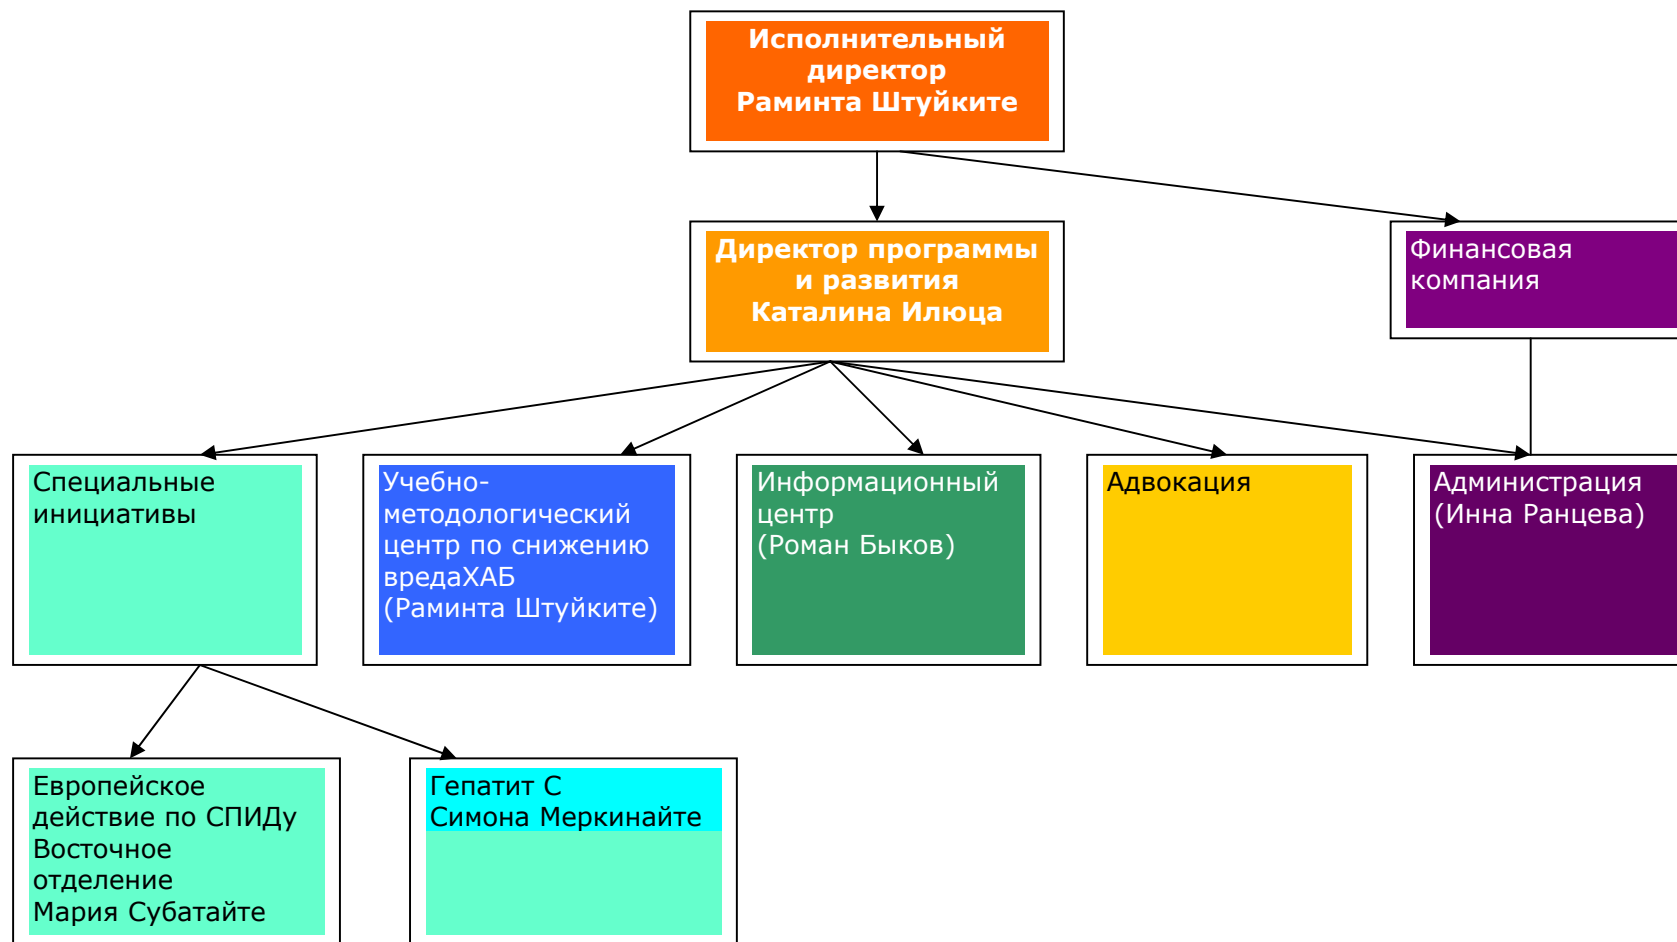 Исполнительный
директор
Раминта Штуйките
Директор программы
и развития
Каталина Илюца
Финансовая
компания
Специальные
инициативы
Учебно-
методологический
центр по снижению
вредаХАБ
(Раминта Штуйките)
Информационный
центр
(Роман Быков)
Адвокация
Администрация
(Инна Ранцева)
Европейское
действие по СПИДу
Восточное
отделение
Мария Субатайте
Гепатит С
Симона Меркинайте